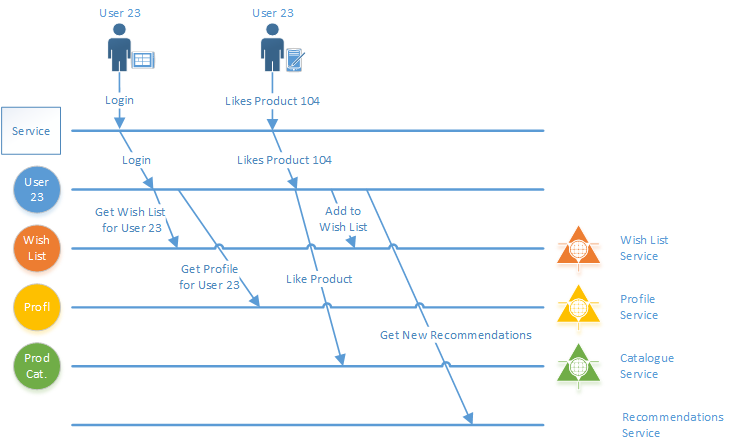 User 23
User 23
Login
Likes Product 104
Service
Login
Likes Product 104
User
23
Get Wish List
for User 23
Add to
Wish List
Wish
List
Wish List
Service
Get Profile
for User 23
Like Product
Profl
Profile
Service
Get New Recommendations
Prod
Cat.
Catalogue
Service
Recommendations
Service